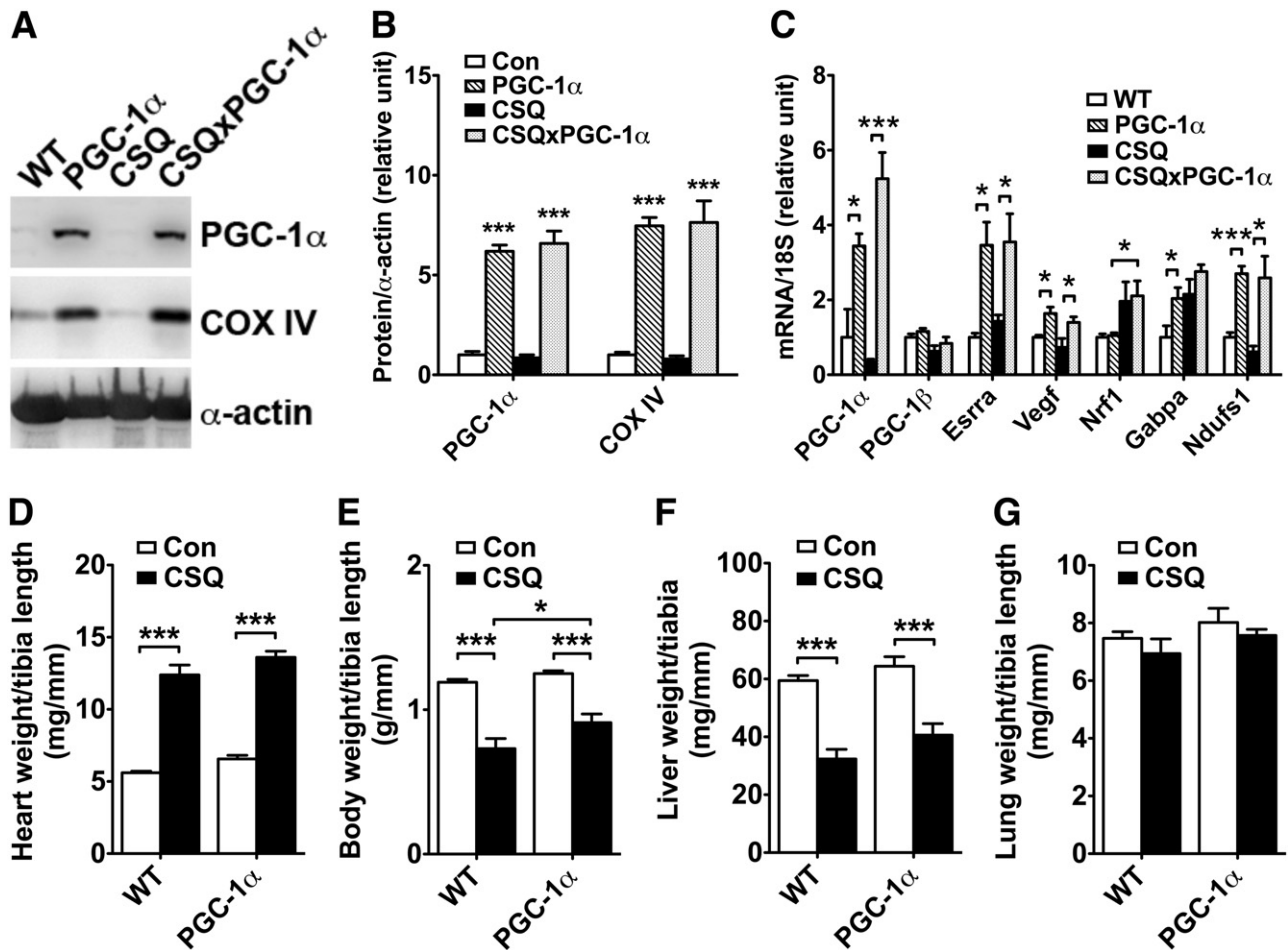 A
WT
PGC-1α
CSQ
CSQxPGC-1α
PGC-1α
COX IV
α-actin
B
Con
PGC-1α
CSQ
CSQxPGC-1α
Protein/α-actin (relative unit)
15
10
5
0
*** *** *** ***
PGC-1α
COX IV
C
WT
PGC-1α
CSQ
CSQxPGC-1α
mRNA/18S (relative unit)
8
6
4
2
0
* *** * * * * * * *** *
PGC-1α
PGC-1β
Esrra
Vegf
Nrf1
Gabpa
Ndufs1
D
Con
CSQ
Heart weight/tibia length
(mg/mm)
20
15
10
5
0
*** ***
WT
PGC-1α
E
Con
CSQ
Body weight/tibia length
(g/mm)
2
1
0
*
*** ***
WT
PGC-1α
F
Con
CSQ
Liver weight/tiabia
(mg/mm)
100
80
60
40
20
0
*** ***
WT
PGC-1α
G
Con
CSQ
Lung weight/tibia length
(mg/mm)
10
8
6
4
2
0
WT
PGC-1α